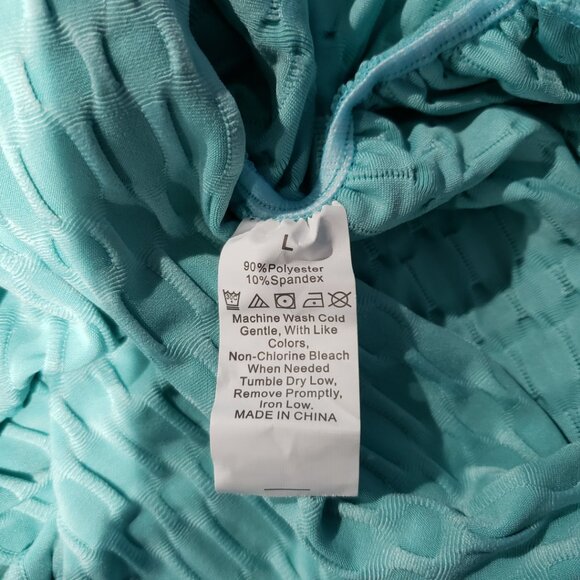 L
90%Polyester
10%Spandex
Machine Wash Cold
Gentle, With Like
Colors,
Non-Chlorine Bleach
When Needed
Tumble Dry Low,
Remove Promptly,
Iron Low.
MADE IN CHINA